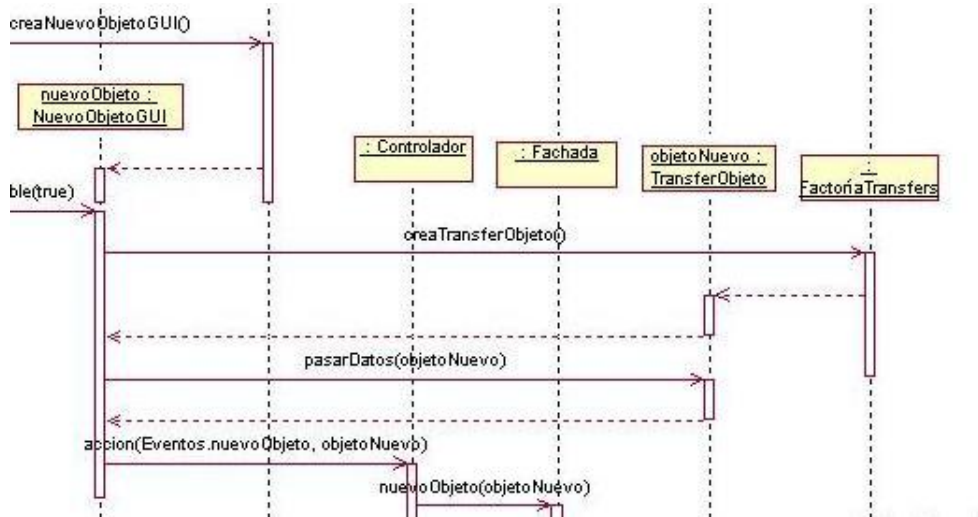 creaNuevoObjetoGUI()
nuevoObjeto :
NuevoObjetoGUI
: Controlador
: Fachada
objetoNuevo :
TransferObjeto
:
FactoríaTransfers
ble(true)
creaTransferObjeto()
pasarDatos(objetoNuevo)
accion(Eventos.nuevoObjeto, objetoNuevo)
nuevoObjeto(objetoNuevo)